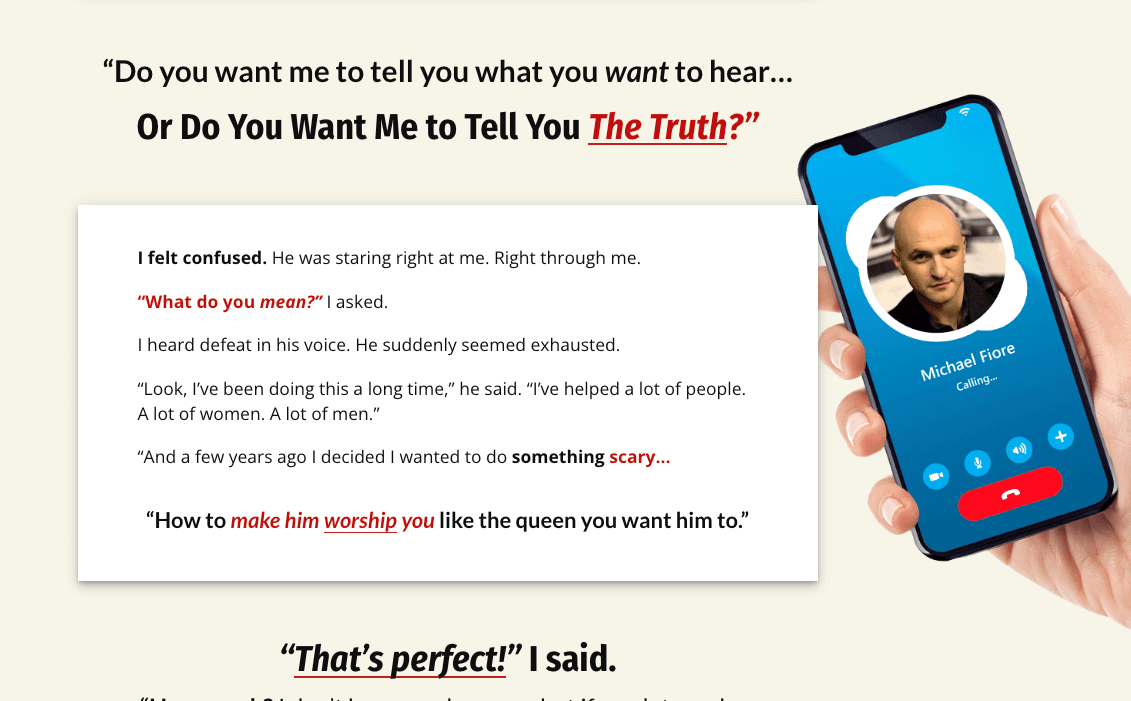 “Do you want me to tell you what you want to hear...
Or Do You Want Me to Tell You The Truth?”
I felt confused. He was staring right at me. Right through me.
“What do you mean?” I asked.
I heard defeat in his voice. He suddenly seemed exhausted.
“Look, I’ve been doing this a long time,” he said. “I’ve helped a lot of people.
A lot of women. A lot of men.”
“And a few years ago I decided I wanted to do something scary...
“How to make him worship you like the queen you want him to.”
Michael Fiore
Calling...
“That’s perfect!” I said.